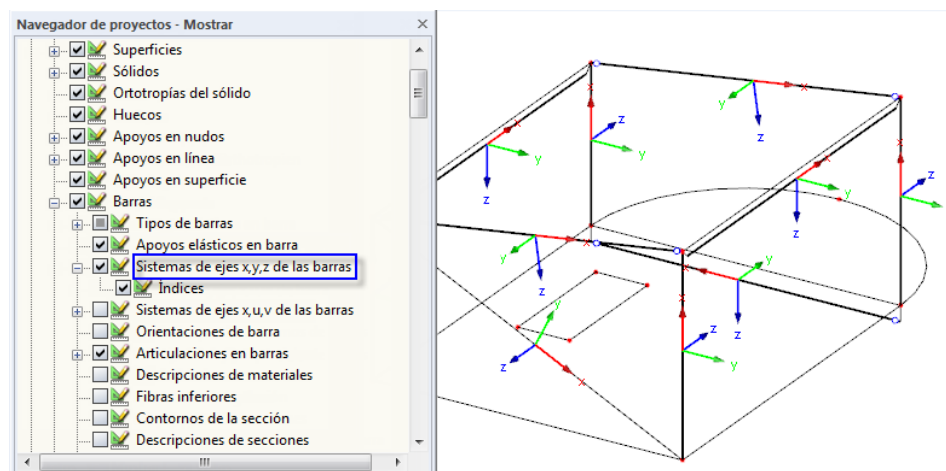 Navegador de proyectos - Mostrar
Superficies
Sólidos
Ortotropías del sólido
Huecos
Apoyos en nudos
Apoyos en línea
Apoyos en superficie
Barras
Tipos de barras
Apoyos elásticos en barra
Sistemas de ejes x,y,z de las barras
Índices
Sistemas de ejes x,u,v de las barras
Orientaciones de barra
Articulaciones en barras
Descripciones de materiales
Fibras inferiores
Contornos de la sección
Descripciones de secciones
x
y
z
x
y
z
x
y
z
x
y
z
x
y
z
x
y
z
x
y
z
x
y
z
x
y
z